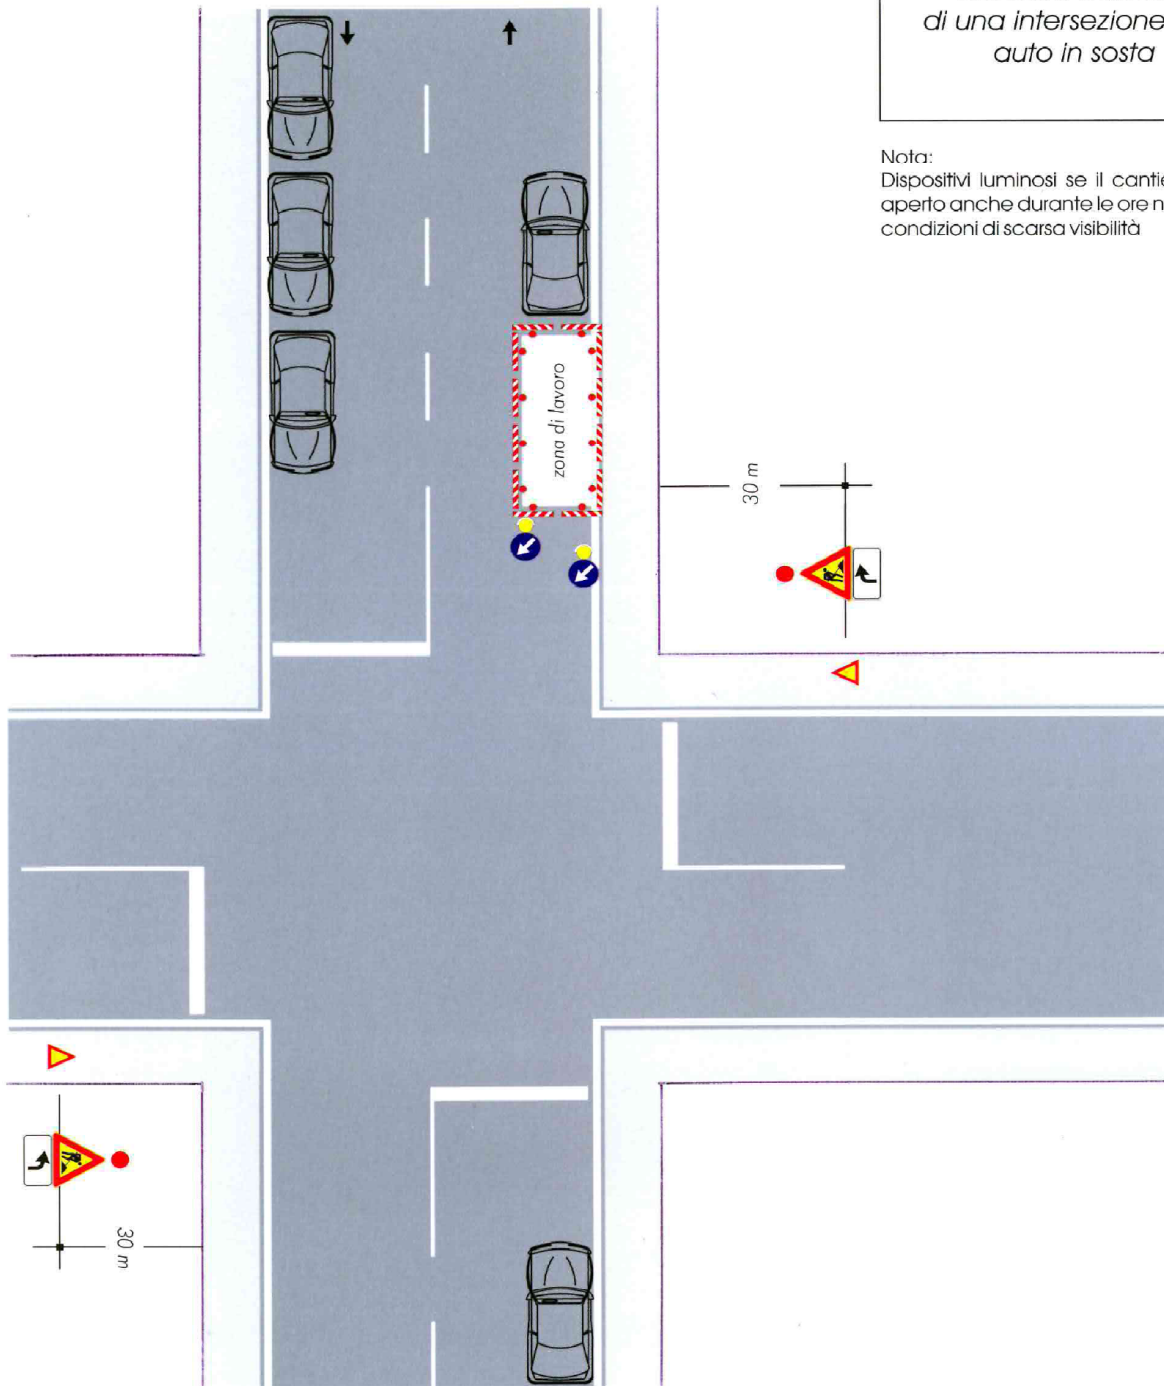 di una intersezione
auto in sosta
Nota:
Dispositivi luminosi se il
aperto anche durante le ore
condizioni di scarsa visibilità
zona di lavoro
30 m
30 m